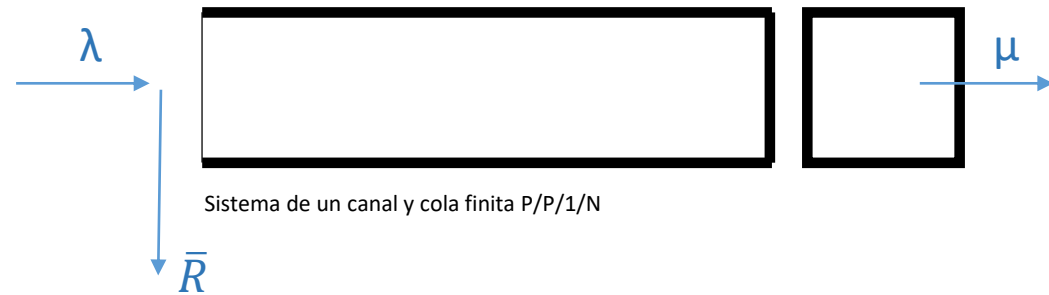 λ
μ
Sistema de un canal y cola finita P/P/1/N
R̄